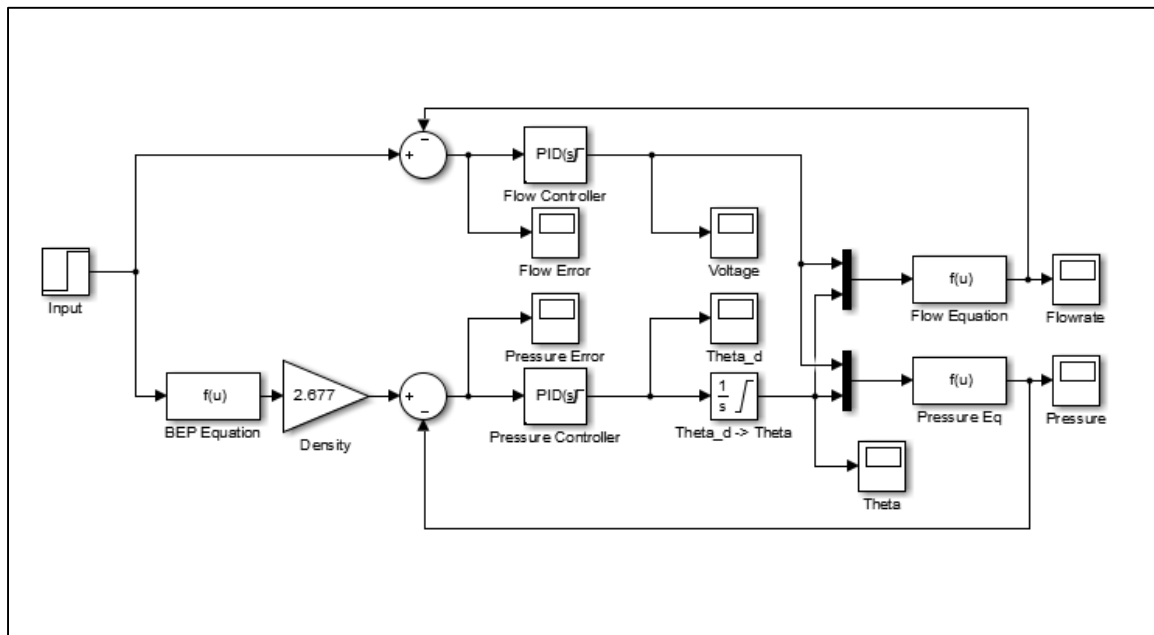 −
+
PID(s)
Flow Controller
Flow Error
Voltage
Input
f(u)
Flow Equation
Flowrate
Pressure Error
Theta_d
f(u)
BEP Equation
2.677
Density
+
−
PID(s)
Pressure Controller
1
s
Theta_d -> Theta
f(u)
Pressure Eq
Pressure
Theta